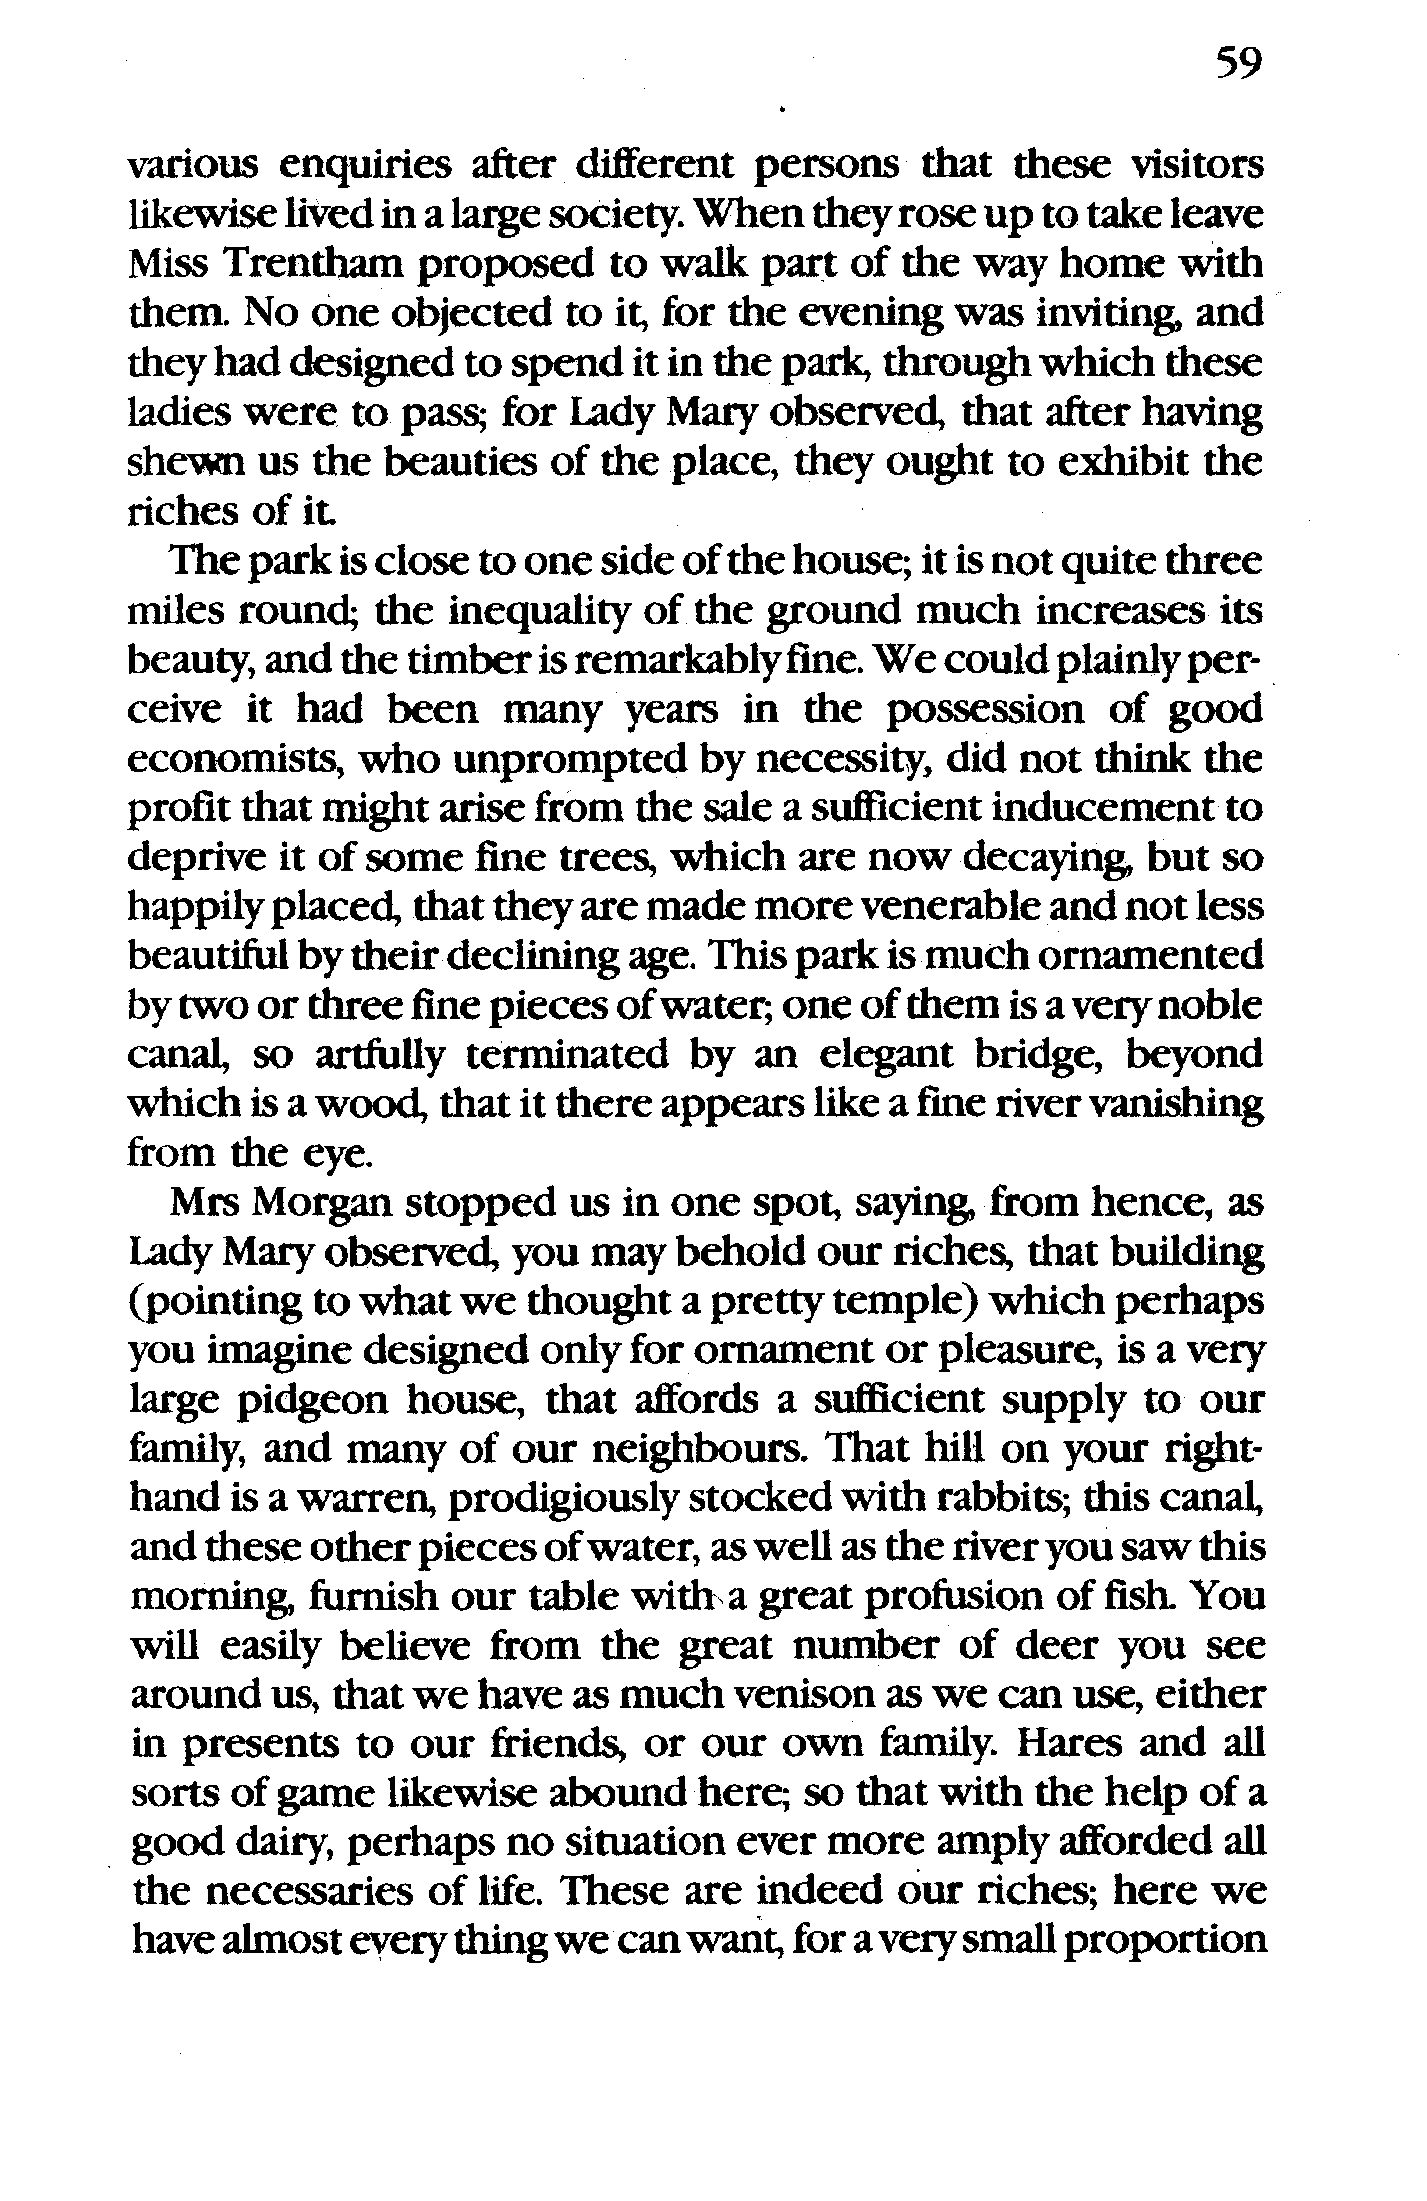 59
various enquiries after different persons that these visitors
likewise lived in a large society. When they rose up to take leave
Miss Trentham proposed to walk part of the way home with
them. No one objected to it, for the evening was inviting, and
they had designed to spend it in the park, through which these
ladies were to pass; for Lady Mary observed, that after having
shewn us the beauties of the place, they ought to exhibit the
riches of it.
The park is close to one side of the house; it is not quite three
miles round; the inequality of the ground much increases its
beauty, and the timber is remarkably fine. We could plainly per-
ceive it had been many years in the possession of good
economists, who unprompted by necessity, did not think the
profit that might arise from the sale a sufficient inducement to
deprive it of some fine trees, which are now decaying, but so
happily placed, that they are made more venerable and not less
beautiful by their declining age. This park is much ornamented
by two or three fine pieces of water; one of them is a very noble
canal, so artfully terminated by an elegant bridge, beyond
which is a wood, that it there appears like a fine river vanishing
from the eye.
Mrs Morgan stopped us in one spot, saying, from hence, as
Lady Mary observed, you may behold our riches, that building
(pointing to what we thought a pretty temple) which perhaps
you imagine designed only for ornament or pleasure, is a very
large pidgeon house, that affords a sufficient supply to our
family, and many of our neighbours. That hill on your right-
hand is a warren, prodigiously stocked with rabbits; this canal,
and these other pieces of water, as well as the river you saw this
morning, furnish our table with a great profusion of fish. You
will easily believe from the great number of deer you see
around us, that we have as much venison as we can use, either
in presents to our friends, or our own family. Hares and all
sorts of game likewise abound here; so that with the help of a
good dairy, perhaps no situation ever more amply afforded all
the necessaries of life. These are indeed our riches; here we
have almost every thing we can want, for a very small proportion